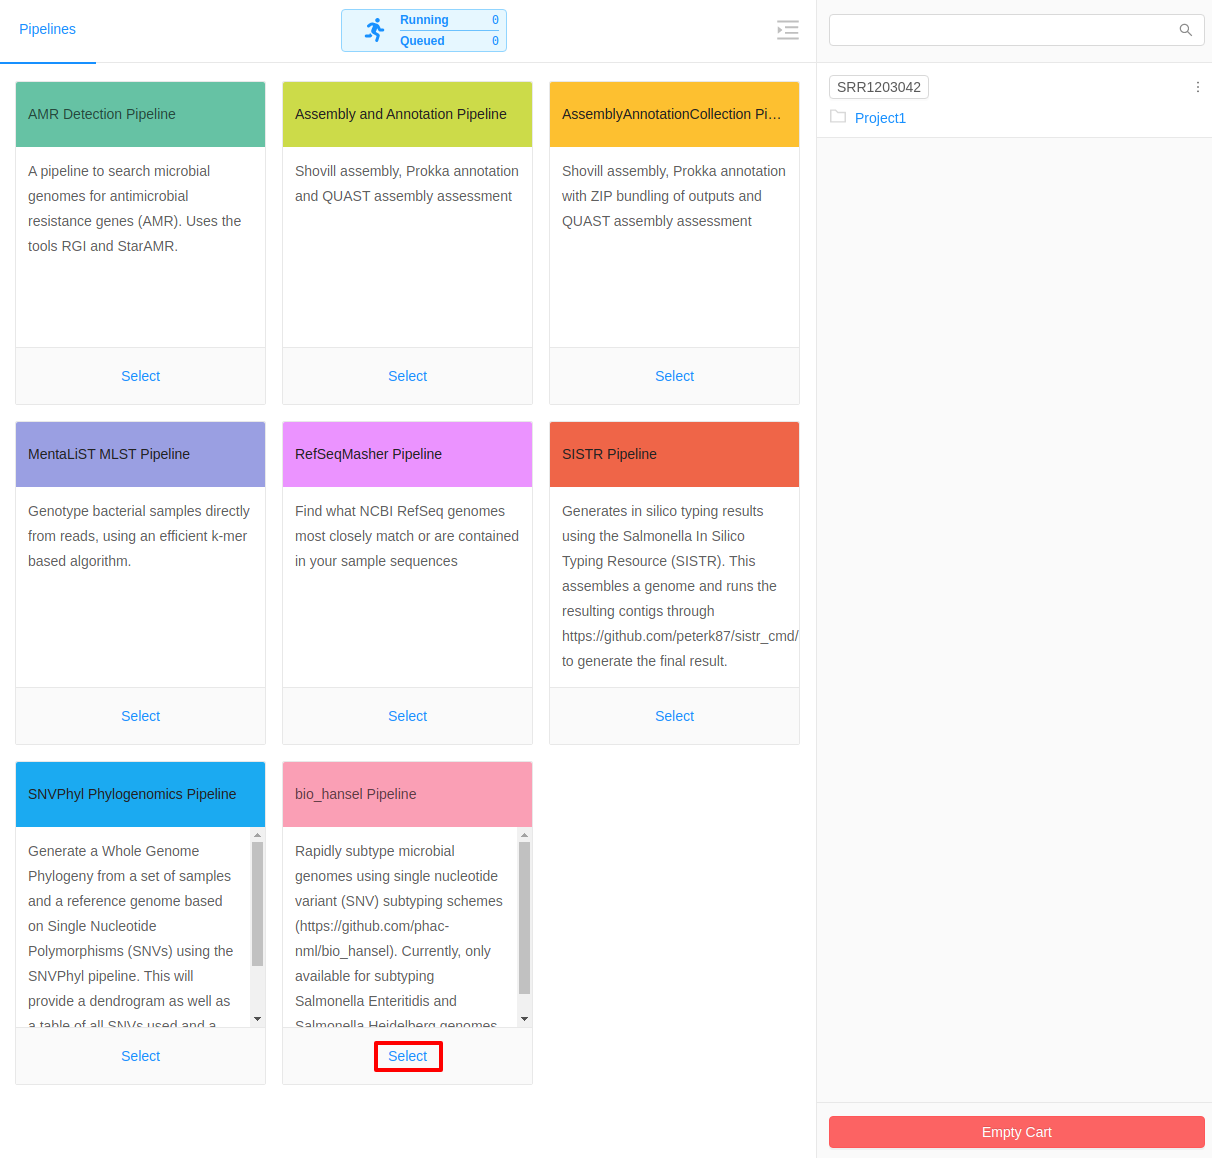 Pipelines
Running 0
Queued 0
AMR Detection Pipeline
A pipeline to search microbial
genomes for antimicrobial
resistance genes (AMR). Uses the
tools RGI and StarAMR.
Select
Assembly and Annotation Pipeline
Shovill assembly, Prokka annotation
and QUAST assembly assessment
Select
AssemblyAnnotationCollection Pi…
Shovill assembly, Prokka annotation
with ZIP bundling of outputs and
QUAST assembly assessment
Select
MentaLiST MLST Pipeline
Genotype bacterial samples directly
from reads, using an efficient k-mer
based algorithm.
Select
RefSeqMasher Pipeline
Find what NCBI RefSeq genomes
most closely match or are contained
in your sample sequences
Select
SISTR Pipeline
Generates in silico typing results
using the Salmonella In Silico
Typing Resource (SISTR). This
assembles a genome and runs the
resulting contigs through
https://github.com/peterk87/sistr_cmd/
to generate the final result.
Select
SNVPhyl Phylogenomics Pipeline
Generate a Whole Genome
Phylogeny from a set of samples
and a reference genome based
on Single Nucleotide
Polymorphisms (SNVs) using the
SNVPhyl pipeline. This will
provide a dendrogram as well as
a table of all SNVs used and a
Select
bio_hansel Pipeline
Rapidly subtype microbial
genomes using single nucleotide
variant (SNV) subtyping schemes
(https://github.com/phac-
nml/bio_hansel). Currently, only
available for subtyping
Salmonella Enteritidis and
Salmonella Heidelberg genomes
Select
SRR1203042
Project1
Empty Cart